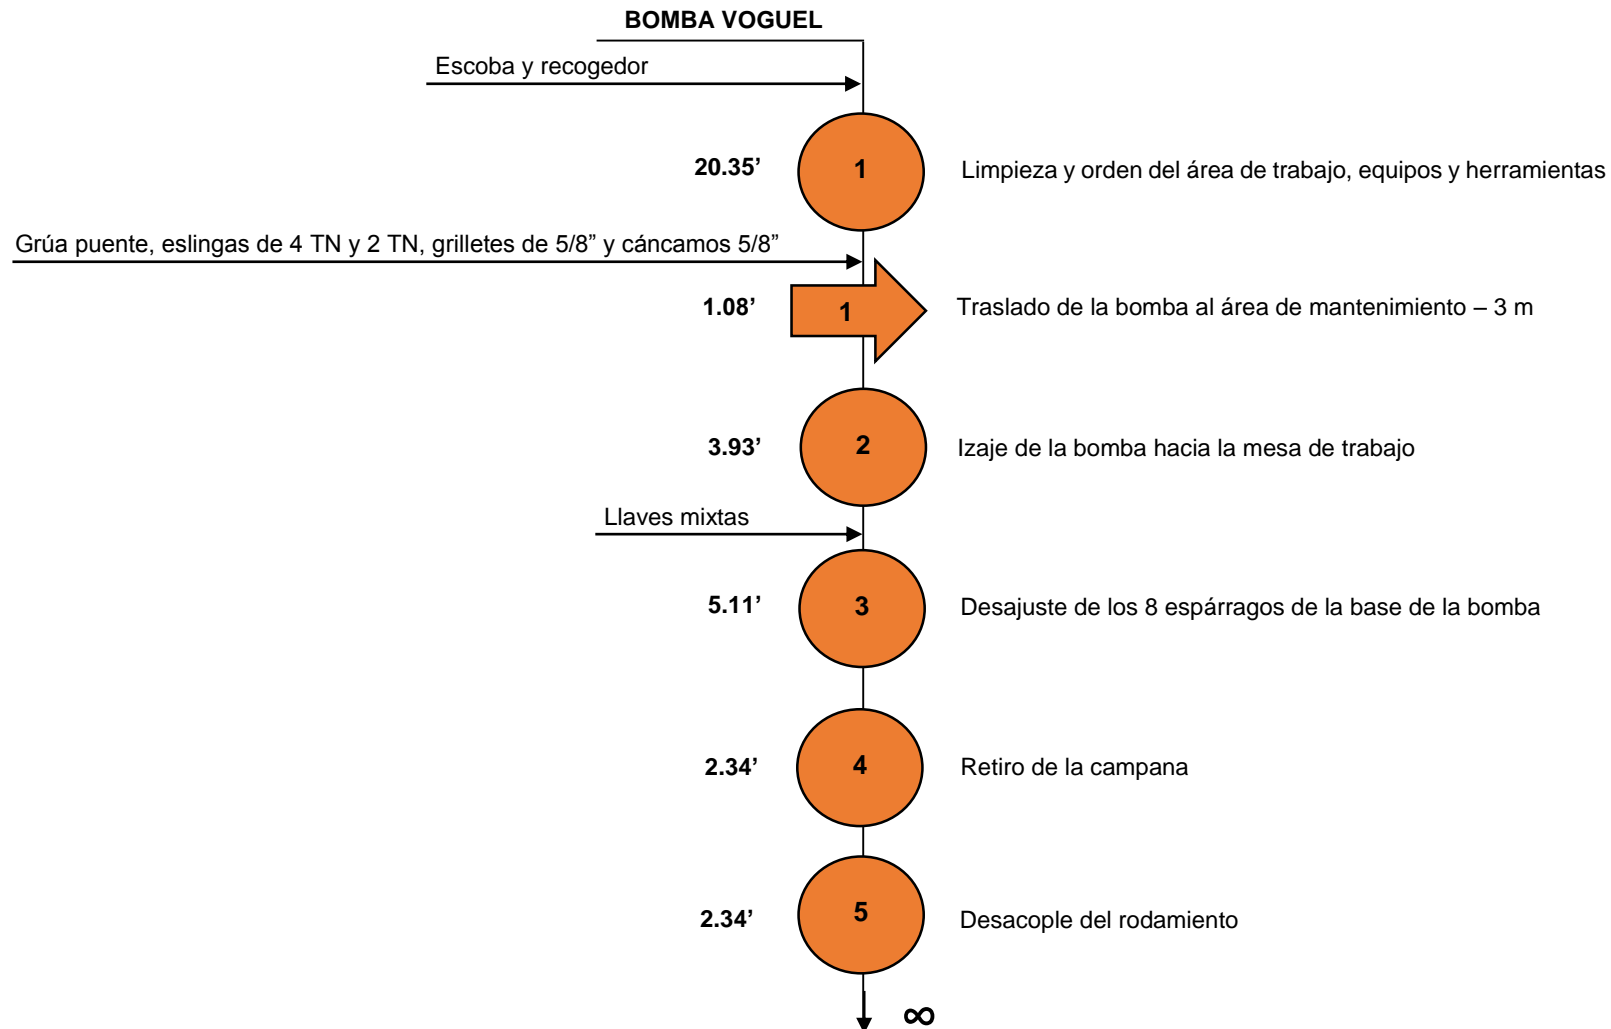 BOMBA VOGUEL
Escoba y recogedor
20.35’
1
Limpieza y orden del área de trabajo, equipos y herramientas
Grúa puente, eslingas de 4 TN y 2 TN, grilletes de 5/8” y cáncamos 5/8”
1.08’
1
Traslado de la bomba al área de mantenimiento – 3 m
3.93’
2
Izaje de la bomba hacia la mesa de trabajo
Llaves mixtas
5.11’
3
Desajuste de los 8 espárragos de la base de la bomba
2.34’
4
Retiro de la campana
2.34’
5
Desacople del rodamiento
∞